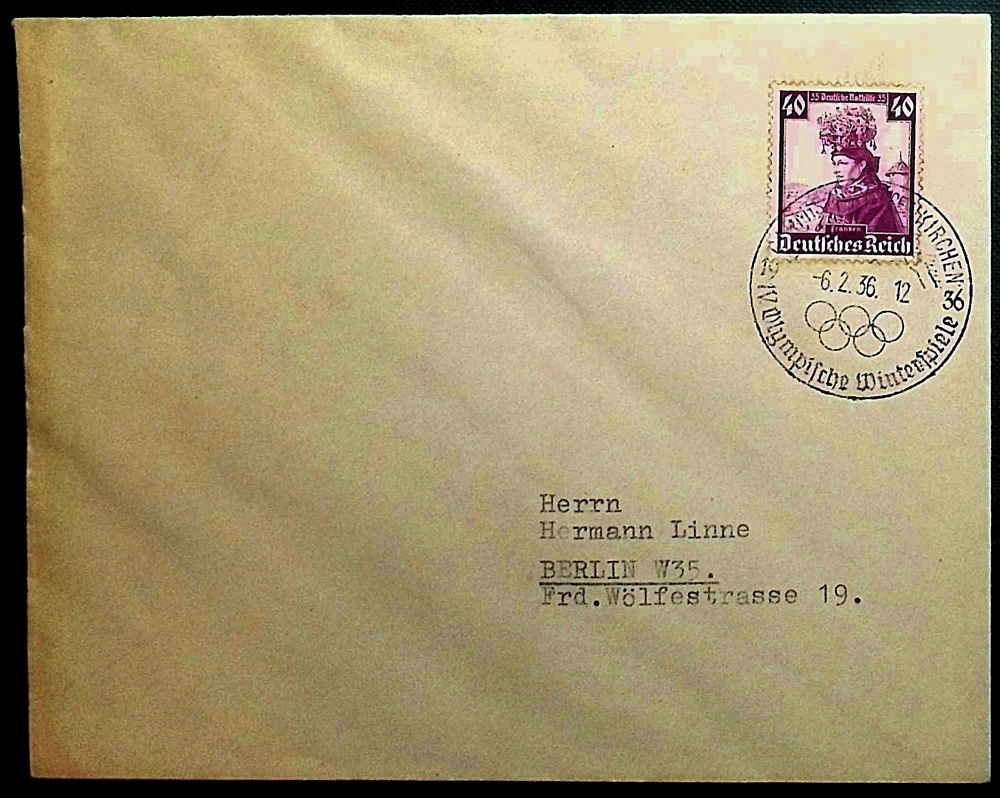 40 35 Deutsche Nothilfe 35 40
Franken
Deutsches Reich
KIRCHEN
-6.2.36. 12
19 36
IV Olympische Winterspiele
Herrn
Hermann Linne
BERLIN W35.
Frd.Wölfestrasse 19.